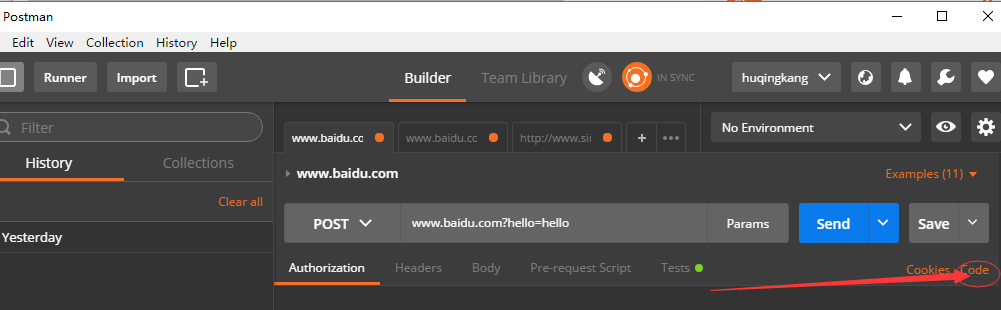 Postman
Edit View Collection History Help
Runner Import Builder Team Library IN SYNC huqingkang
Filter
History Collections
Clear all
Yesterday
www.baidu.co www.baidu.co http://www.sin + •••
No Environment
www.baidu.com
Examples (11)
POST www.baidu.com?hello=hello Params Send Save
Authorization Headers Body Pre-request Script Tests Cookies Code